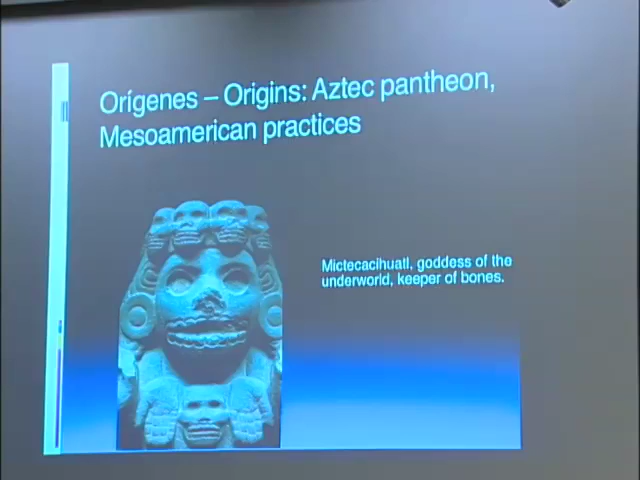 Orígenes – Origins: Aztec pantheon,
Mesoamerican practices
Mictecacihuatl, goddess of the
underworld, keeper of bones.